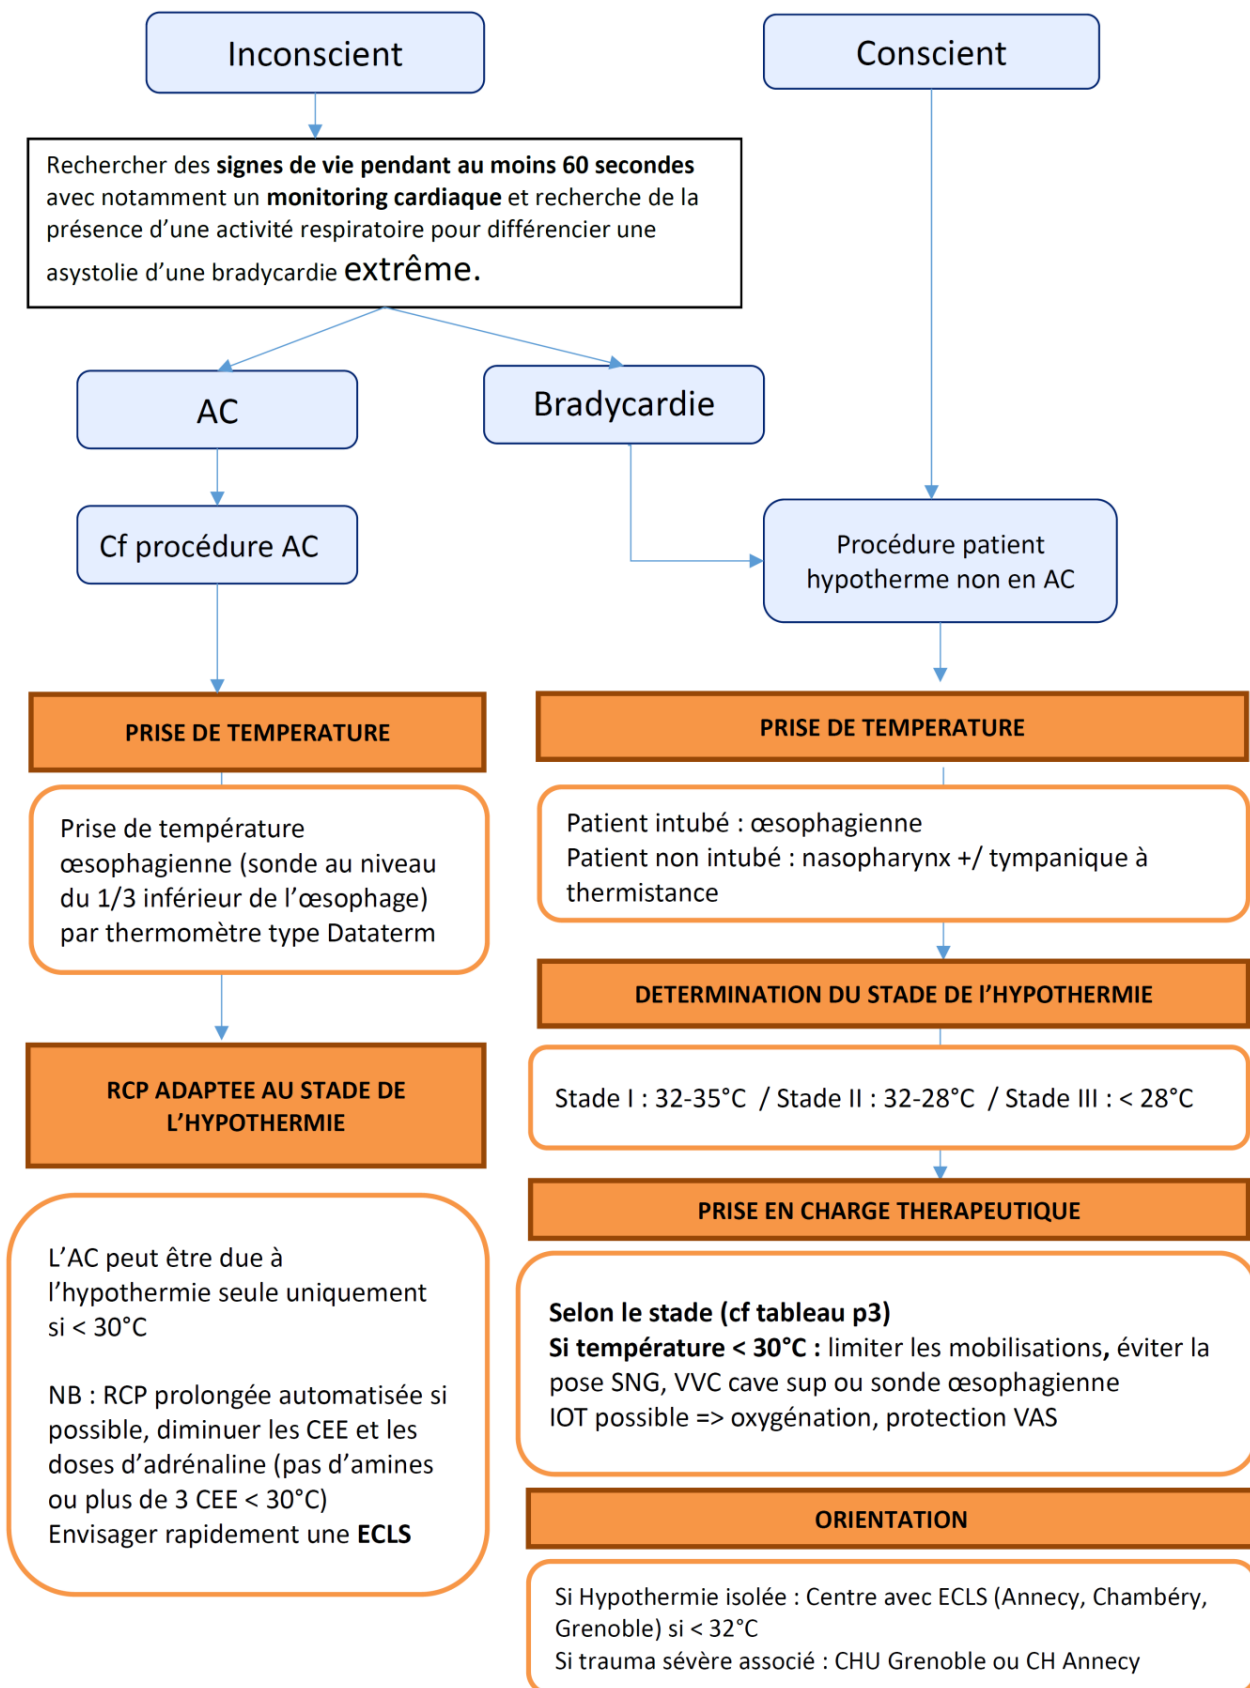 Inconscient
Conscient
Rechercher des signes de vie pendant au moins 60 secondes
avec notamment un monitoring cardiaque et recherche de la
présence d’une activité respiratoire pour différencier une
asystolie d’une bradycardie extrême.
AC
Bradycardie
Cf procédure AC
Procédure patient
hypotherme non en AC
PRISE DE TEMPERATURE
Prise de température
œsophagienne (sonde au niveau
du 1/3 inférieur de l’œsophage)
par thermomètre type Dataterm
RCP ADAPTEE AU STADE DE
L’HYPOTHERMIE
L’AC peut être due à
l’hypothermie seule uniquement
si < 30°C
NB : RCP prolongée automatisée si
possible, diminuer les CEE et les
doses d’adrénaline (pas d’amines
ou plus de 3 CEE < 30°C)
Envisager rapidement une ECLS
PRISE DE TEMPERATURE
Patient intubé : œsophagienne
Patient non intubé : nasopharynx +/ tympanique à
thermistance
DETERMINATION DU STADE DE l’HYPOTHERMIE
Stade I : 32-35°C / Stade II : 32-28°C / Stade III : < 28°C
PRISE EN CHARGE THERAPEUTIQUE
Selon le stade (cf tableau p3)
Si température < 30°C : limiter les mobilisations, éviter la
pose SNG, VVC cave sup ou sonde œsophagienne
IOT possible => oxygénation, protection VAS
ORIENTATION
Si Hypothermie isolée : Centre avec ECLS (Annecy, Chambéry,
Grenoble) si < 32°C
Si trauma sévère associé : CHU Grenoble ou CH Annecy